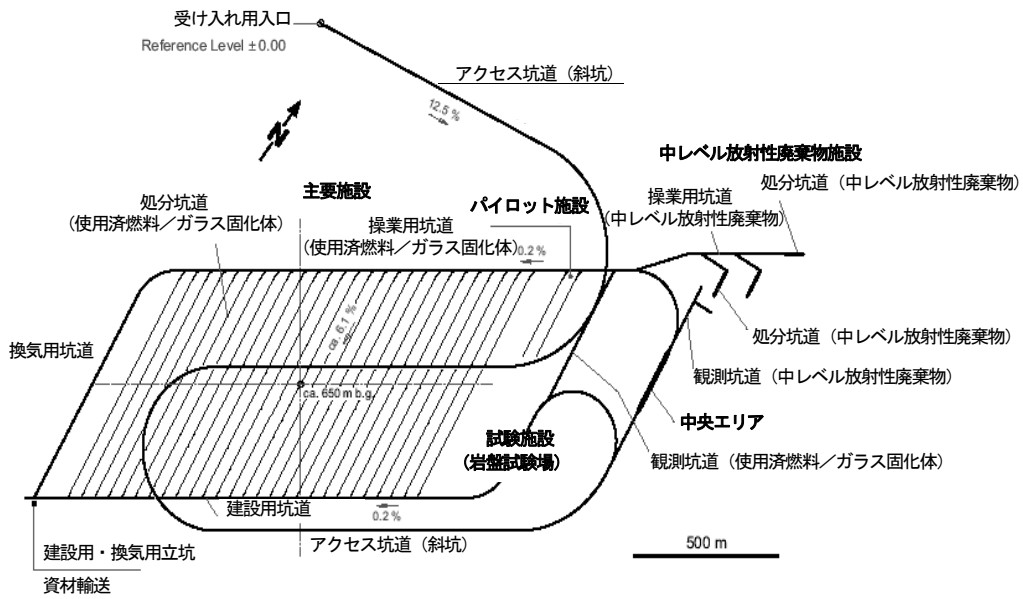 受け入れ用入口
Reference Level ±0.00
アクセス坑道（斜坑）
12.5 %
N
中レベル放射性廃棄物施設
処分坑道（中レベル放射性廃棄物）
操業用坑道
（中レベル放射性廃棄物）
主要施設
処分坑道
（使用済燃料／ガラス固化体）
パイロット施設
操業用坑道
（使用済燃料／ガラス固化体）
0.2 %
ca. 6.1 %
換気用坑道
処分坑道（中レベル放射性廃棄物）
観測坑道（中レベル放射性廃棄物）
ca. 650 m b.g.
中央エリア
試験施設
（岩盤試験場）
観測坑道（使用済燃料／ガラス固化体）
建設用坑道
0.2 %
アクセス坑道（斜坑）
500 m
建設用・換気用立坑
資材輸送